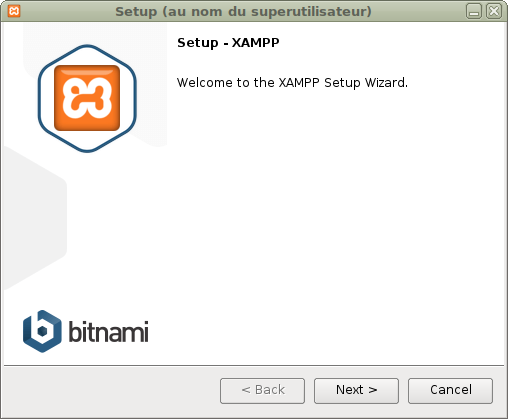 Setup (au nom du superutilisateur)
Setup - XAMPP
Welcome to the XAMPP Setup Wizard.
bitnami
< Back
Next >
Cancel